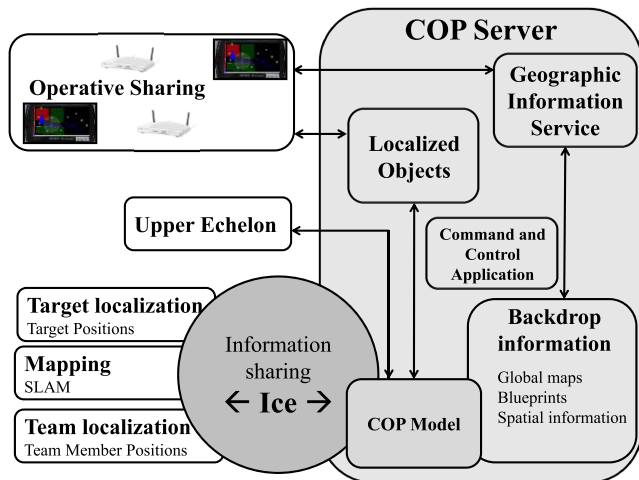 COP Server
Operative Sharing
Geographic
Information
Service
Localized
Objects
Upper Echelon
Command and
Control
Application
Target localization
Target Positions
Mapping
SLAM
Team localization
Team Member Positions
Information
sharing
← Ice →
COP Model
Backdrop
information
Global maps
Blueprints
Spatial information